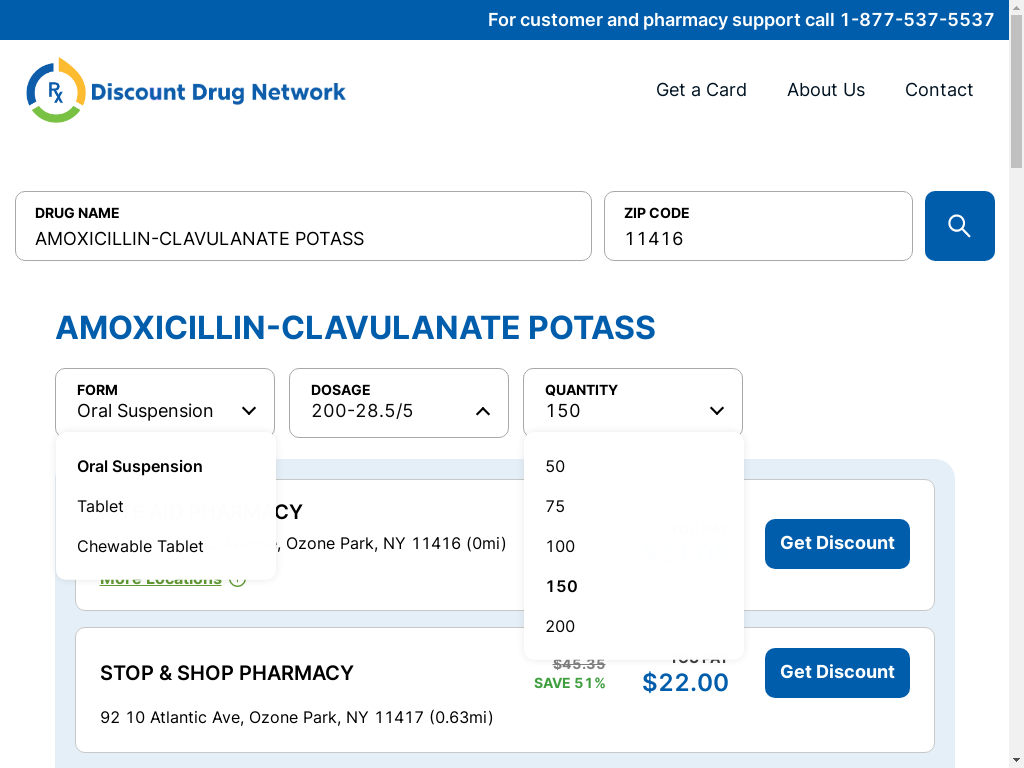 For customer and pharmacy support call 1-877-537-5537
Rx Discount Drug Network
Get a Card
About Us
Contact
DRUG NAME
AMOXICILLIN-CLAVULANATE POTASS
ZIP CODE
11416
AMOXICILLIN-CLAVULANATE POTASS
FORM
Oral Suspension
DOSAGE
200-28.5/5
QUANTITY
150
Oral Suspension
Tablet
Chewable Tablet
50
75
100
150
200
, Ozone Park, NY 11416 (0mi)
More Locations
Get Discount
STOP & SHOP PHARMACY
92 10 Atlantic Ave, Ozone Park, NY 11417 (0.63mi)
$45.35
SAVE 51%
$22.00
Get Discount